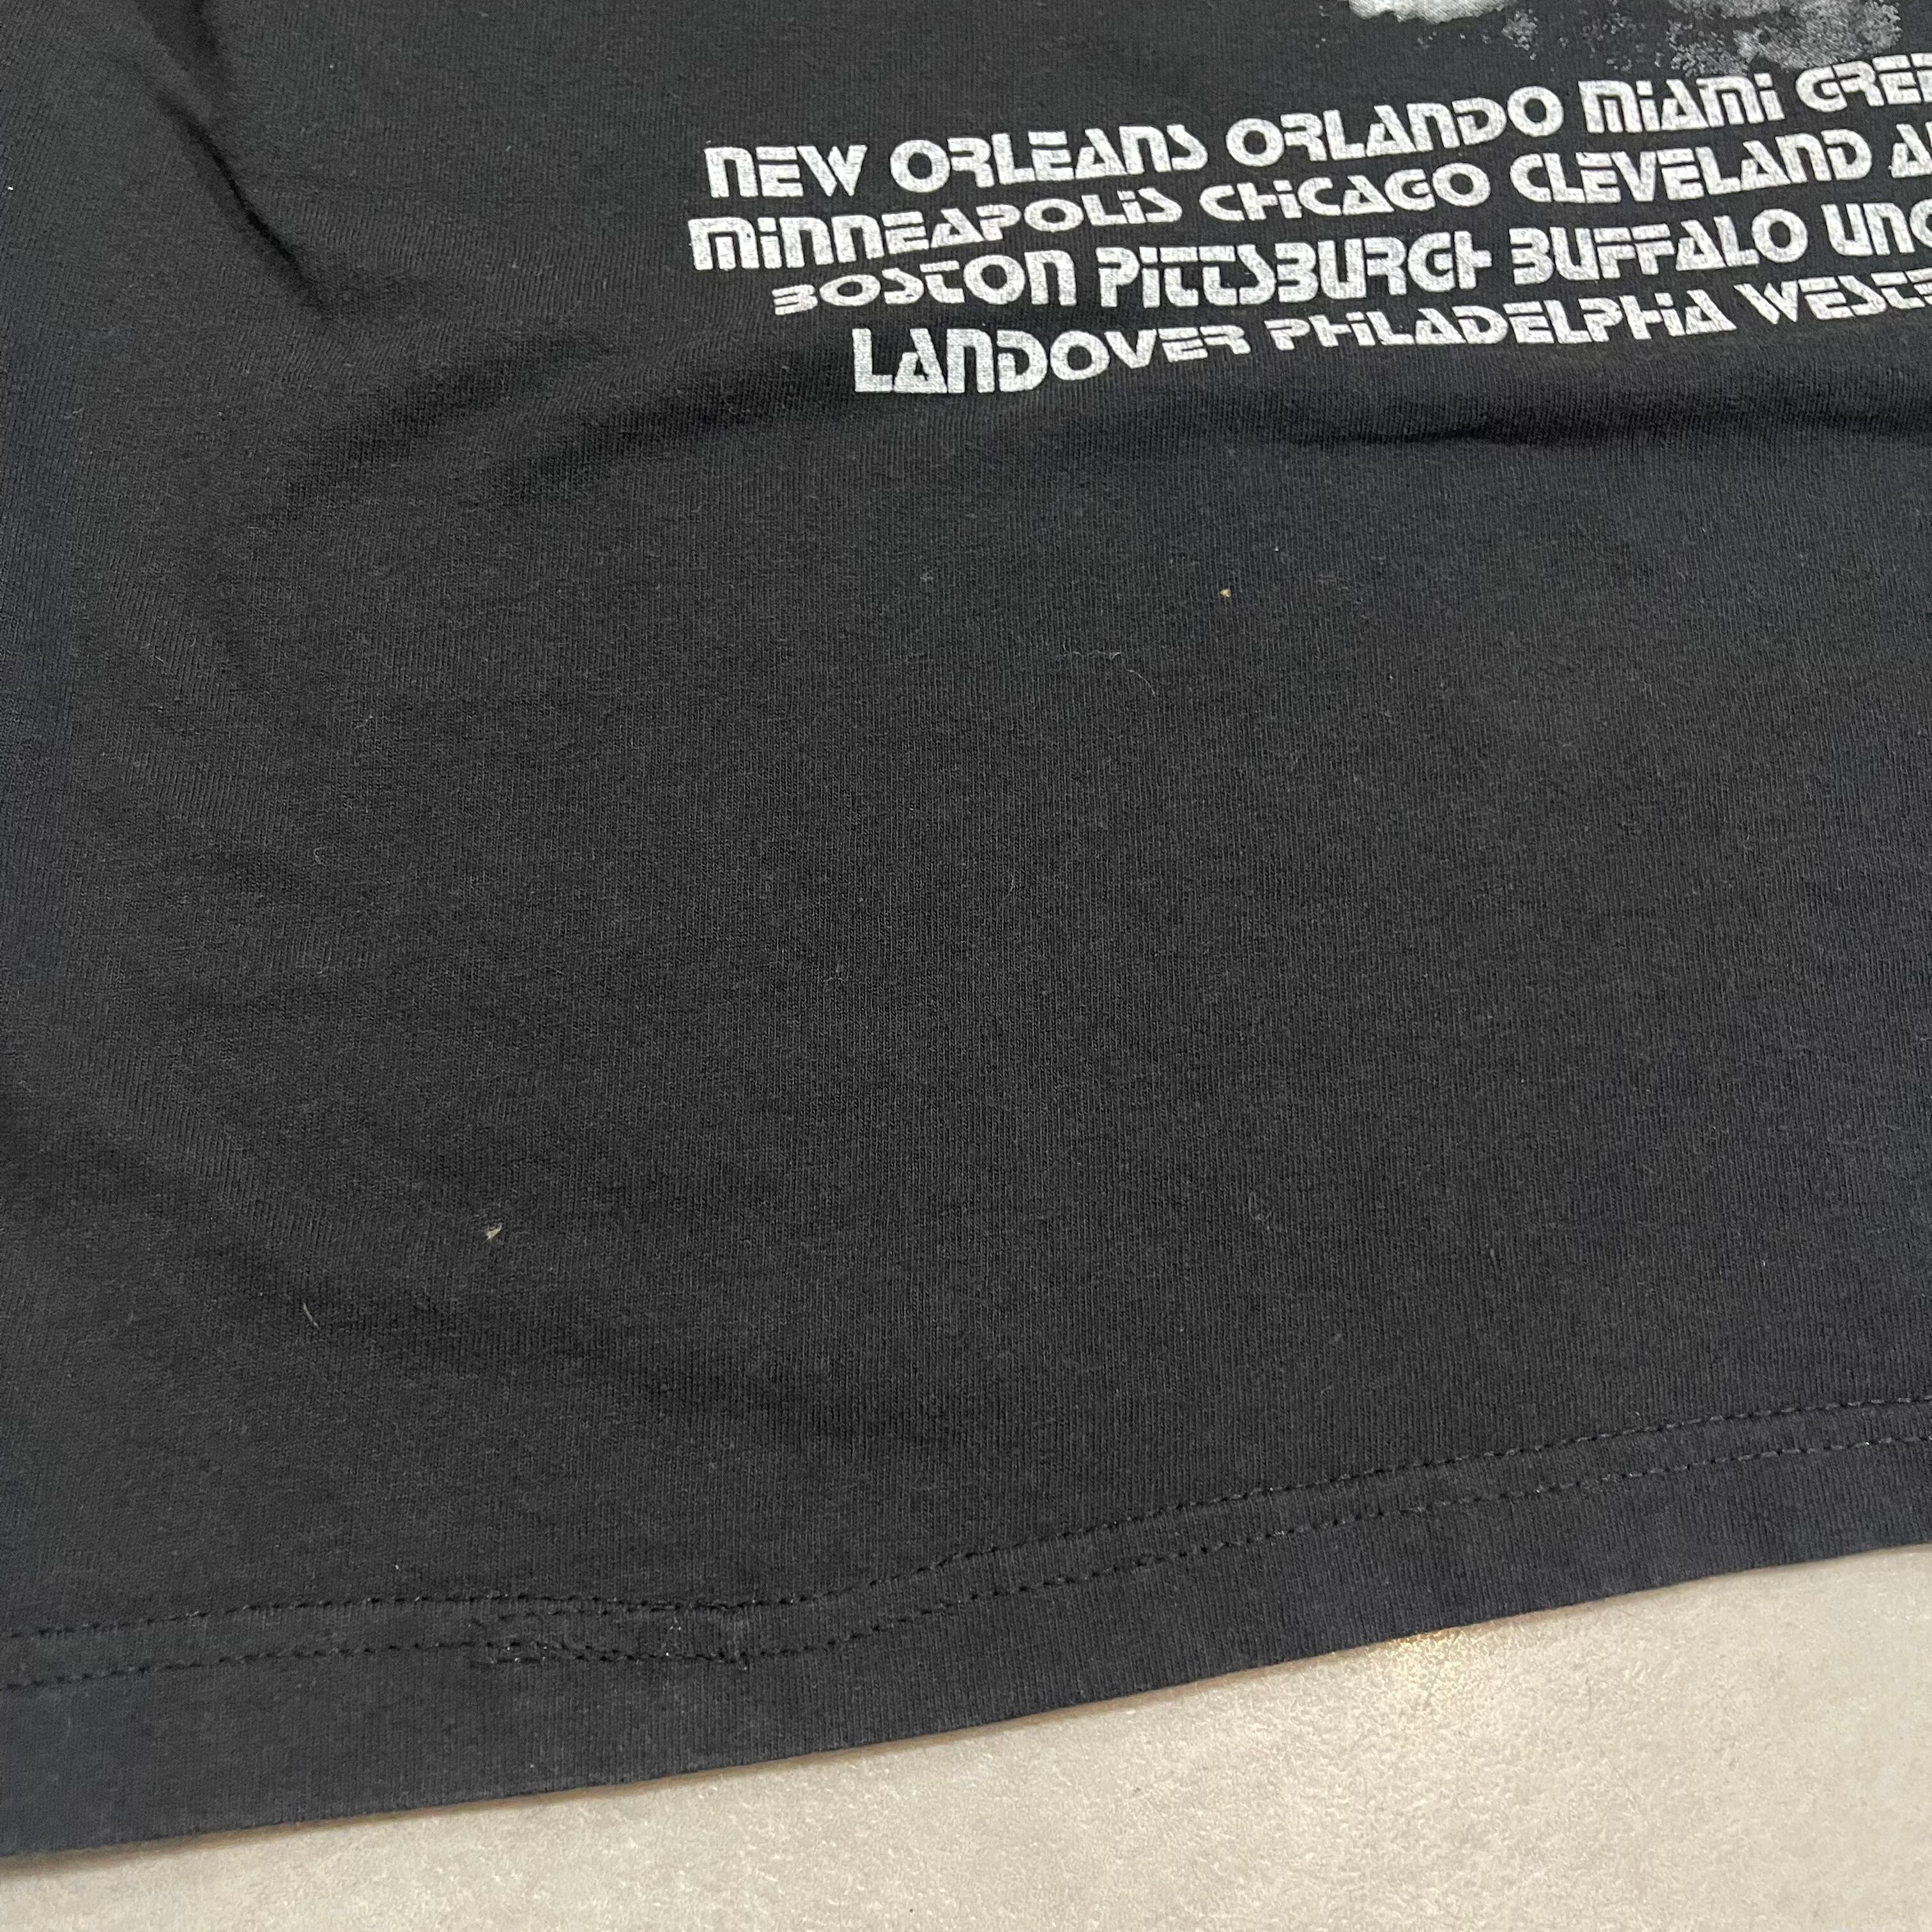 NEW ORLEANS ORLANDO MiAMi
MiNNEAPOLiS CHiCAGO CLEVELAND
BOSTON PiTTSBURGH BUFFALO
LANDOVER PHiLADELPHiA